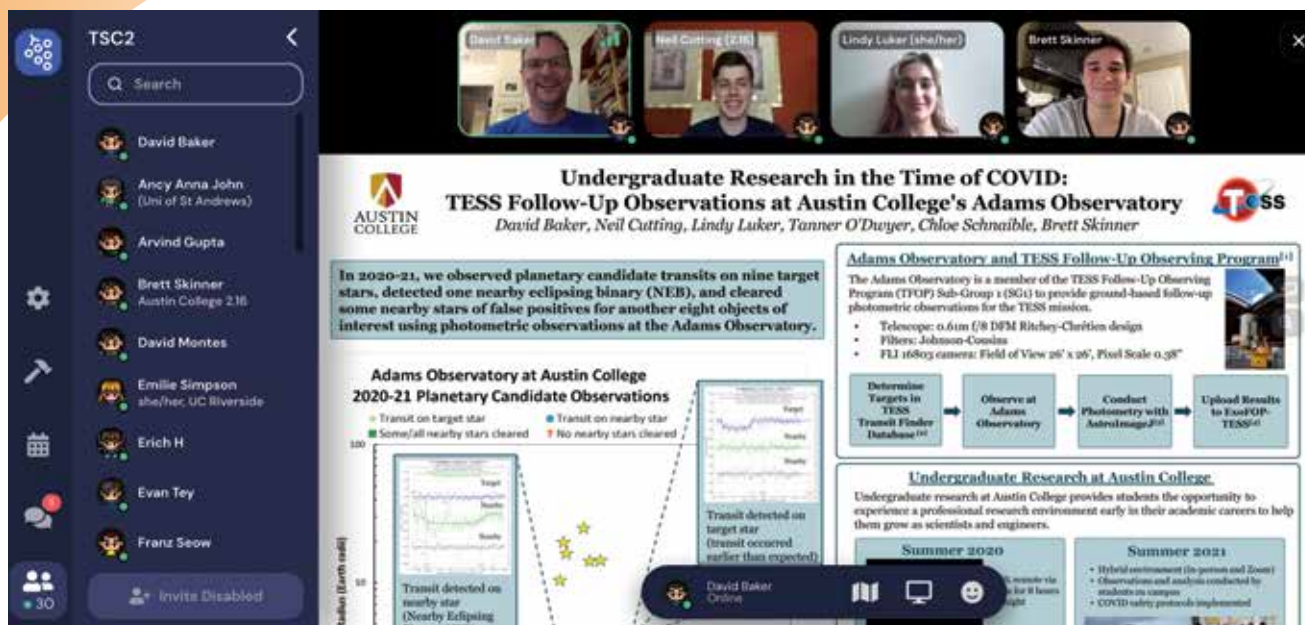 TSC2
Search
David Baker
Ancy Anna John
(Uni of St Andrews)
Arvind Gupta
Brett Skinner
Austin College 2.16
David Montes
Emilie Simpson
she/her, UC Riverside
Erich H
Evan Tey
Franz Seow
30
Invite Disabled
David Baker
Neil Cutting (2.16)
Lindy Luker (she/her)
Brett Skinner
AUSTIN
COLLEGE
Undergraduate Research in the Time of COVID:
TESS Follow-Up Observations at Austin College's Adams Observatory
David Baker, Neil Cutting, Lindy Luker, Tanner O'Dwyer, Chloe Schnaible, Brett Skinner
Tess
In 2020-21, we observed planetary candidate transits on nine target
stars, detected one nearby eclipsing binary (NEB), and cleared
some nearby stars of false positives for another eight objects of
interest using photometric observations at the Adams Observatory.
Adams Observatory at Austin College
2020-21 Planetary Candidate Observations
Transit on target star
Transit on nearby star
Some/all nearby stars cleared
? No nearby stars cleared
100
10
Target
Nearby
Nearby
Transit detected on
nearby star
(Nearby Eclipsing
Target
Nearby
Nearby
Transit detected on
target star
(transit occurred
earlier than expected)
(Earth radii)
Adams Observatory and TESS Follow-Up Observing Program[1]
The Adams Observatory is a member of the TESS Follow-Up Observing
Program (TFOP) Sub-Group 1 (SG1) to provide ground-based follow-up
photometric observations for the TESS mission.
• Telescope: 0.61m f/8 DFM Ritchey-Chrétien design
• Filters: Johnson-Cousins
• FLI 16803 camera: Field of View 26' x 26', Pixel Scale 0.38"
Determine
Targets in
TESS
Transit Finder
Database
Observe at
Adams
Observatory
Conduct
Photometry with
AstroImageJ
Upload Results
to ExoFOP-
TESS
Undergraduate Research at Austin College
Undergraduate research at Austin College provides students the opportunity to
experience a professional research environment early in their academic careers to help
them grow as scientists and engineers.
Summer 2020
remote via
for 8 hours
Summer 2021
• Hybrid environment (in-person and Zoom)
• Observations and analysis conducted by
students on campus
• COVID safety protocols implemented
David Baker
Online